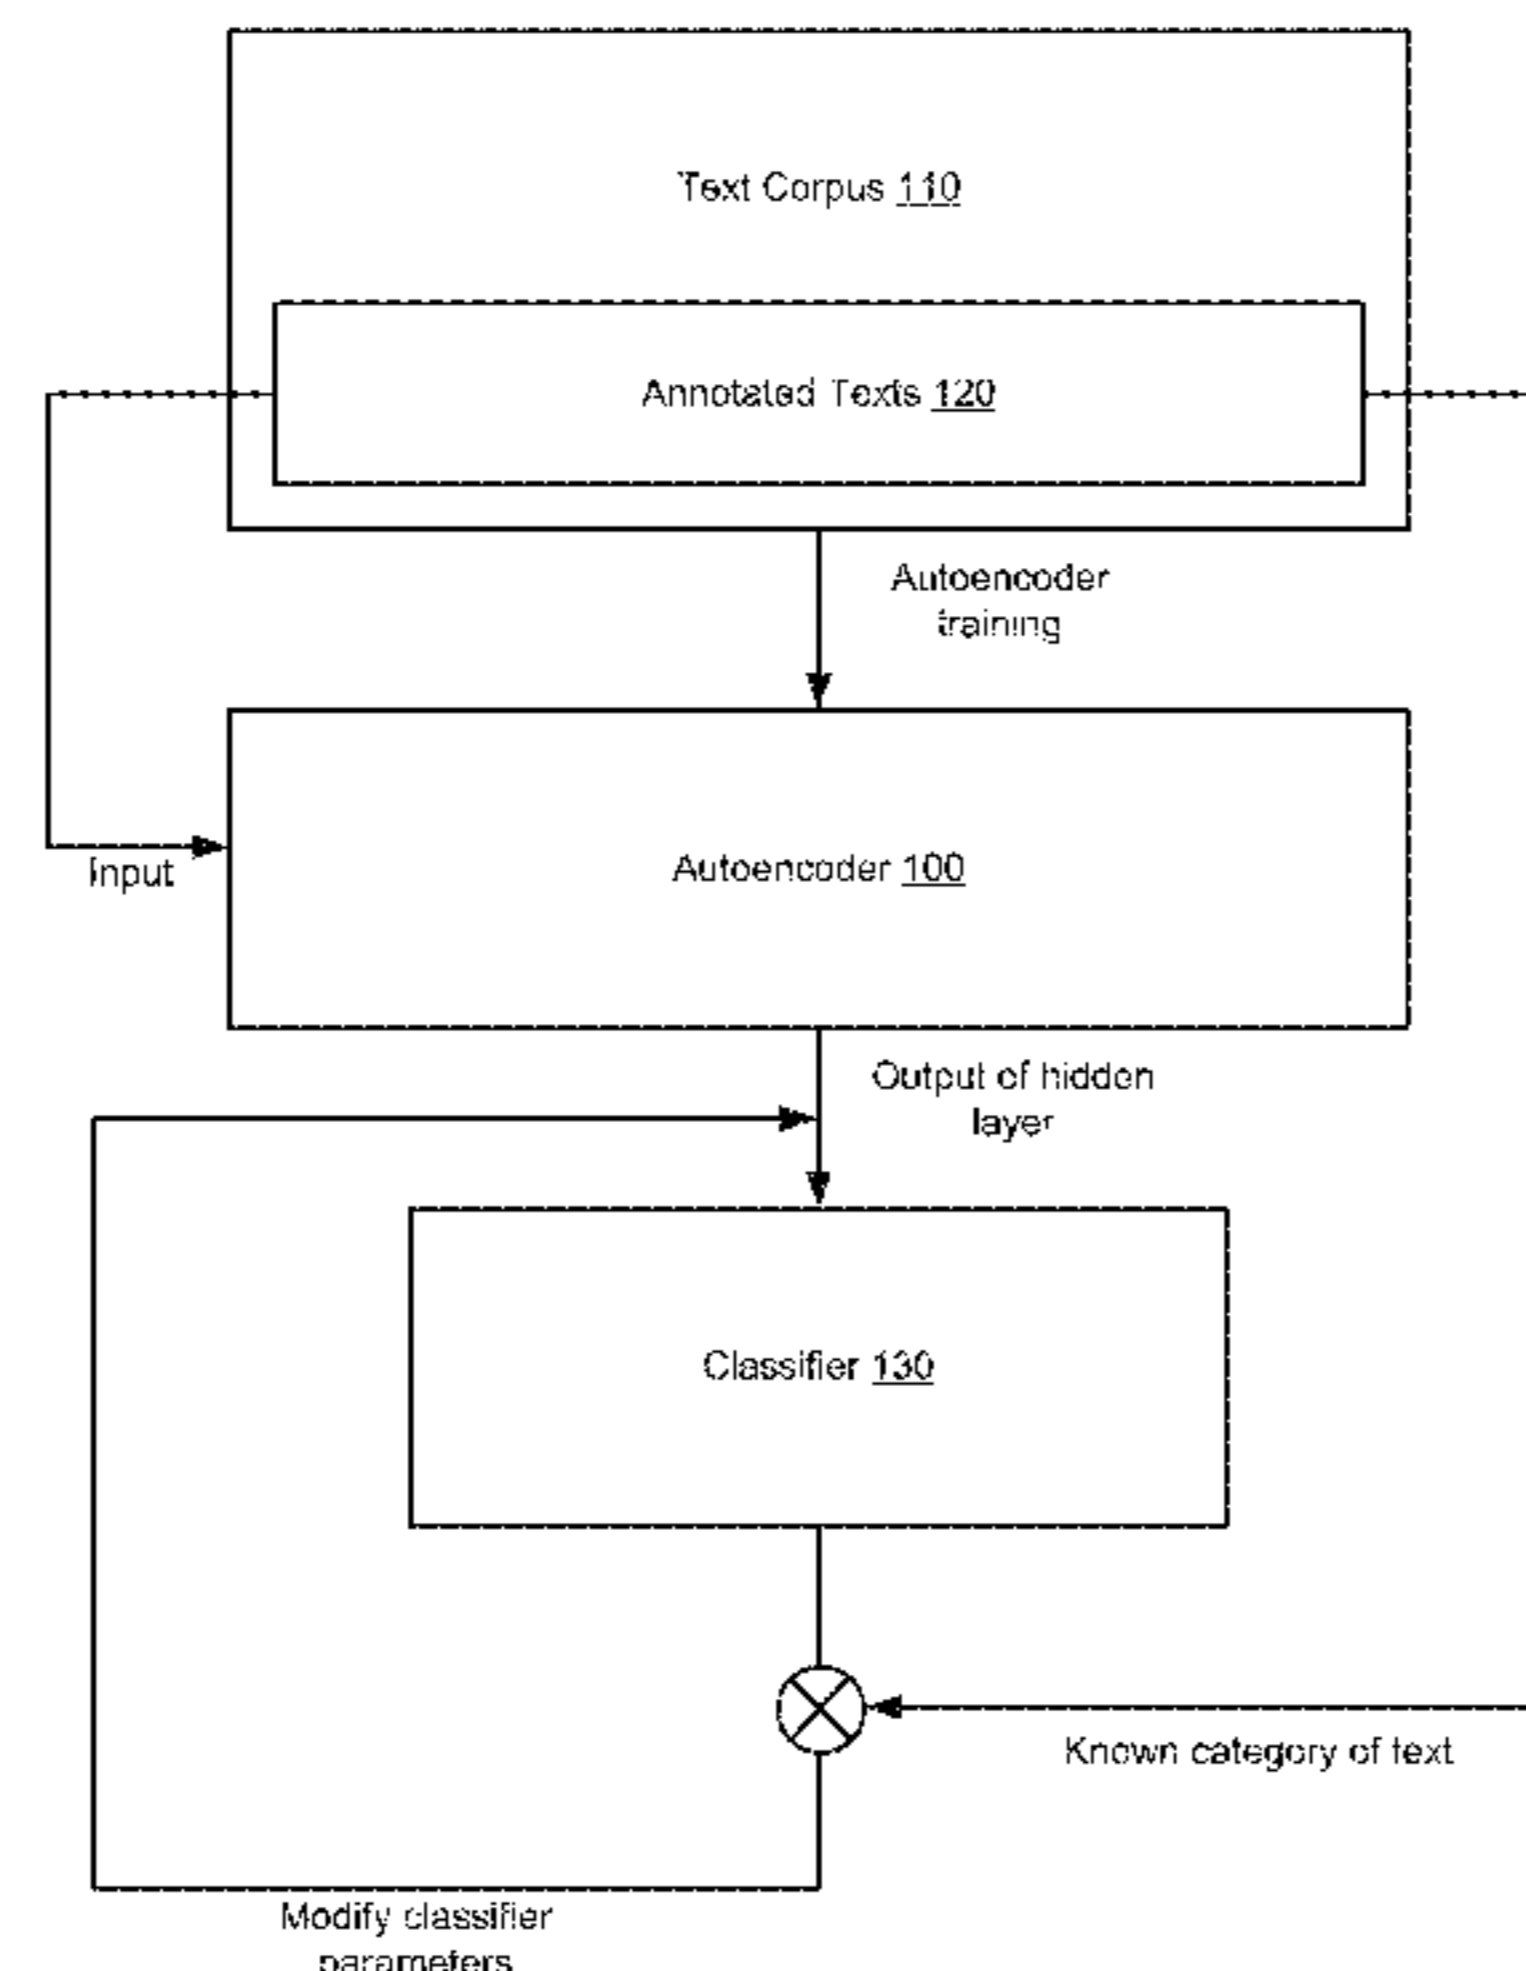 Text Corpus 110
Annotated Texts 120
Autoencoder
training
Input
Autoencoder 100
Output of hidden
layer
Classifier 130
Known category of text
Modify classifier
parameters